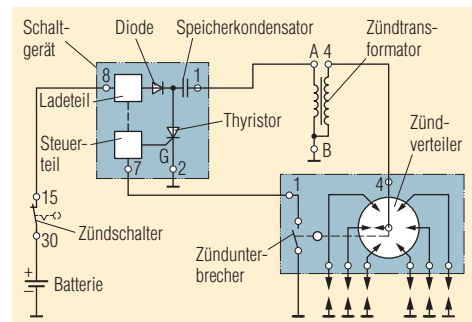 Schalt-
gerät
Diode
Speicherkondensator
Zündtrans-
formator
8
1
A 4
Ladeteil
Thyristor
Steuer-
teil
G
7
2
B
Zünd-
verteiler
15
1
4
30
Zündschalter
Zündunter-
brecher
+
−
Batterie